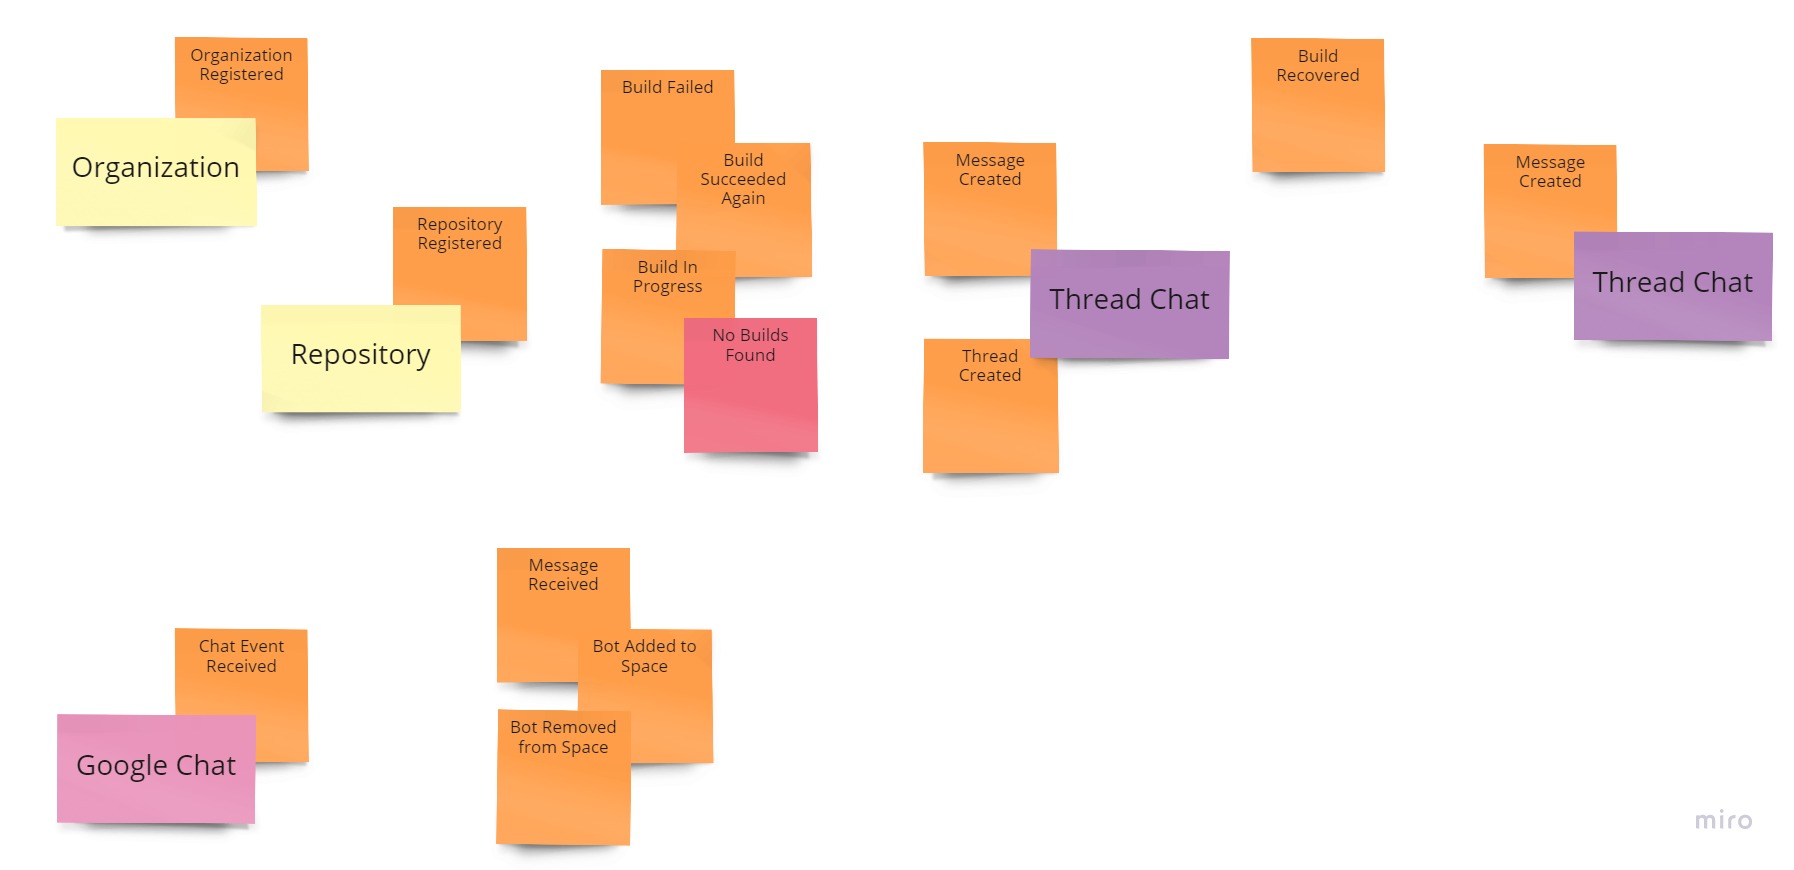 Organization
Registered
Organization
Repository
Registered
Repository
Build Failed
Build
Succeeded
Again
Build In
Progress
No Builds
Found
Message
Created
Thread Chat
Thread
Created
Build
Recovered
Message
Created
Thread Chat
Chat Event
Received
Google Chat
Message
Received
Bot Added to
Space
Bot Removed
from Space
miro